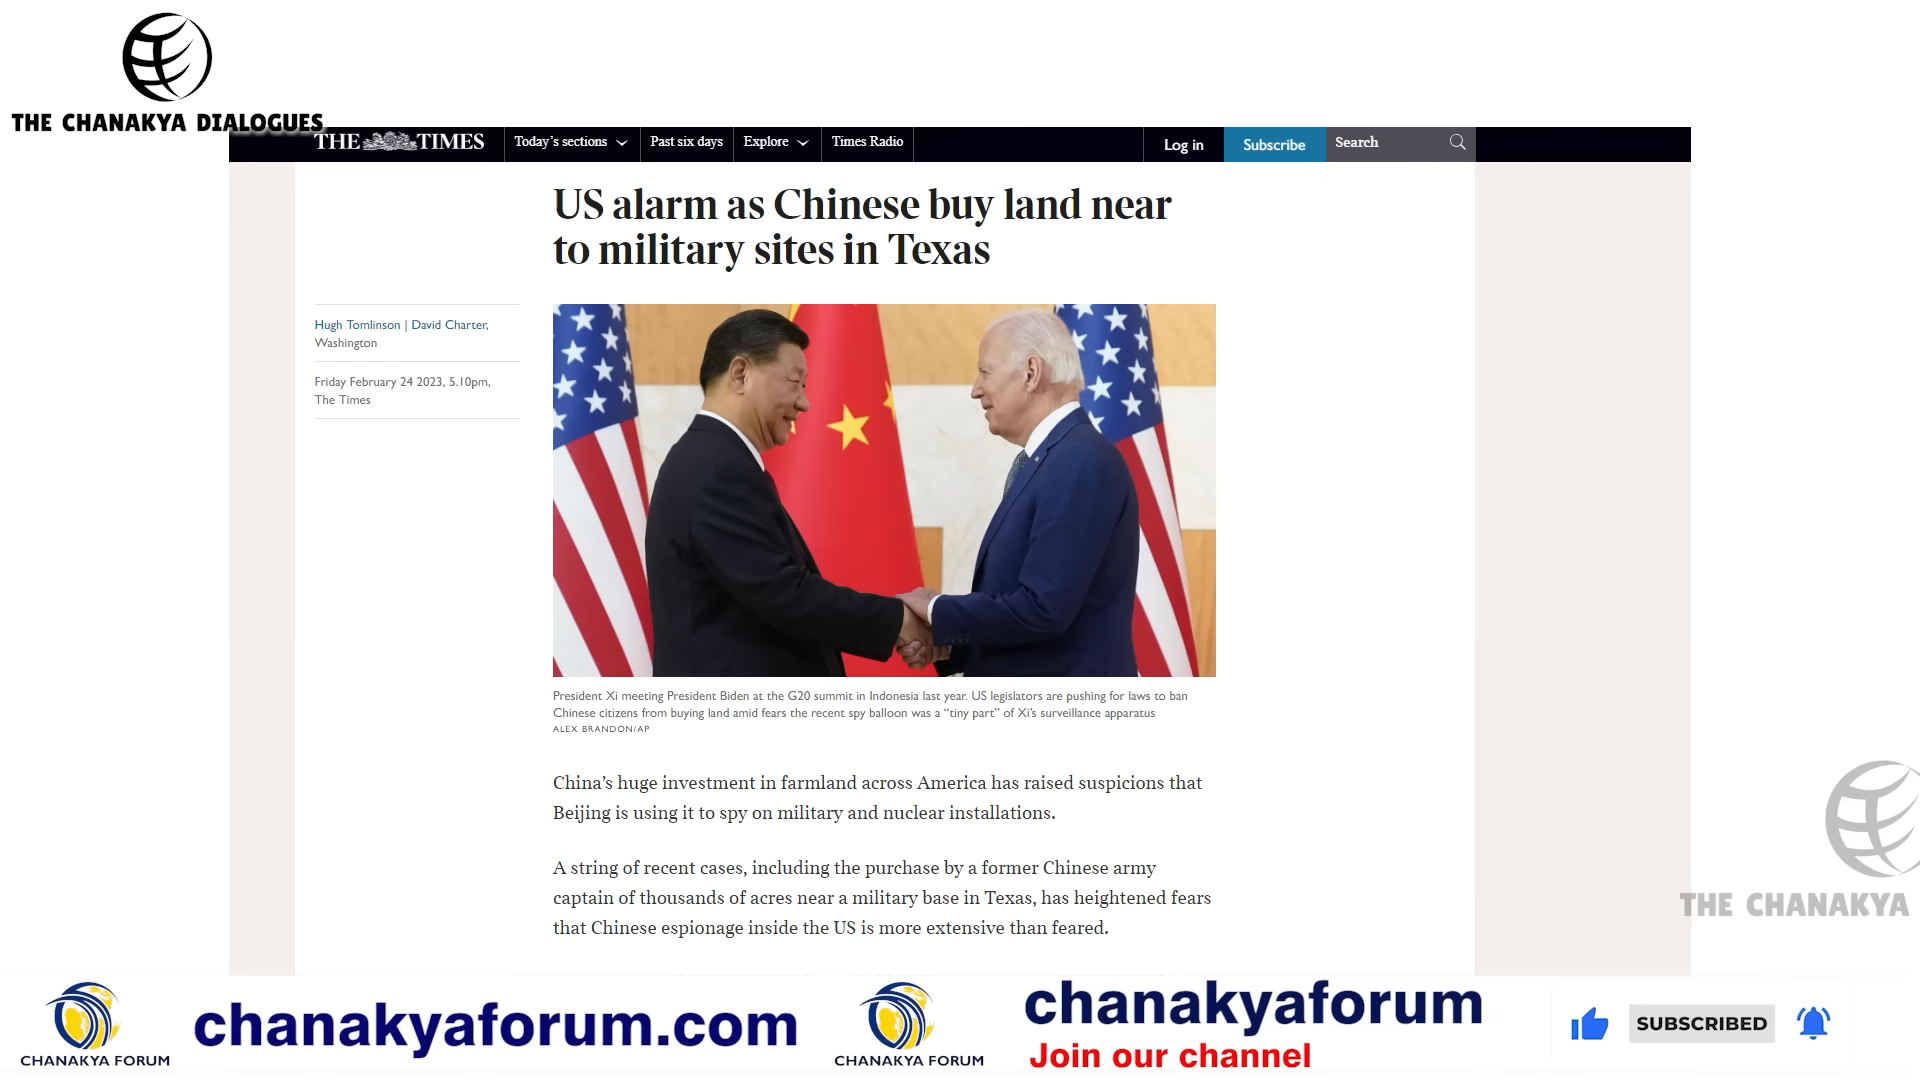 THE CHANAKYA DIALOGUES
THE TIMES
Today's sections
Past six days
Explore
Times Radio
Log in
Subscribe
Search
US alarm as Chinese buy land near
to military sites in Texas
Hugh Tomlinson | David Charter,
Washington
Friday February 24 2023, 5.10pm,
The Times
President Xi meeting President Biden at the G20 summit in Indonesia last year. US legislators are pushing for laws to ban
Chinese citizens from buying land amid fears the recent spy balloon was a “tiny part” of Xi’s surveillance apparatus
ALEX BRANDON/AP
China’s huge investment in farmland across America has raised suspicions that
Beijing is using it to spy on military and nuclear installations.
A string of recent cases, including the purchase by a former Chinese army
captain of thousands of acres near a military base in Texas, has heightened fears
that Chinese espionage inside the US is more extensive than feared.
THE CHANAKYA
CHANAKYA FORUM
chanakyaforum.com
CHANAKYA FORUM
chanakyaforum
Join our channel
SUBSCRIBED